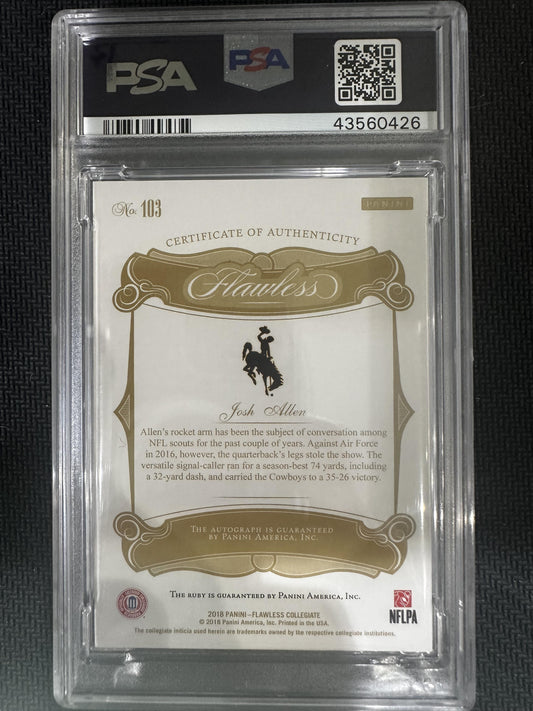 PSA
PSA
43560426
No: 103
PANINI
CERTIFICATE OF AUTHENTICITY
Flawless
Josh Allen
Allen's rocket arm has been the subject of conversation among
NFL scouts for the past couple of years. Against Air Force
in 2016, however, the quarterback's legs stole the show. The
versatile signal-caller ran for a season-best 74 yards, including
a 32-yard dash, and carried the Cowboys to a 35-26 victory.
THE AUTOGRAPH IS GUARANTEED
BY PANINI AMERICA, INC.
THE RUBY IS GUARANTEED BY PANINI AMERICA, INC.
2018 PANINI–FLAWLESS COLLEGIATE
© 2018 Panini America, Inc. Printed in the USA.
The collegiate indicia used herein are trademarks owned by the respective collegiate institutions.
NFLPA